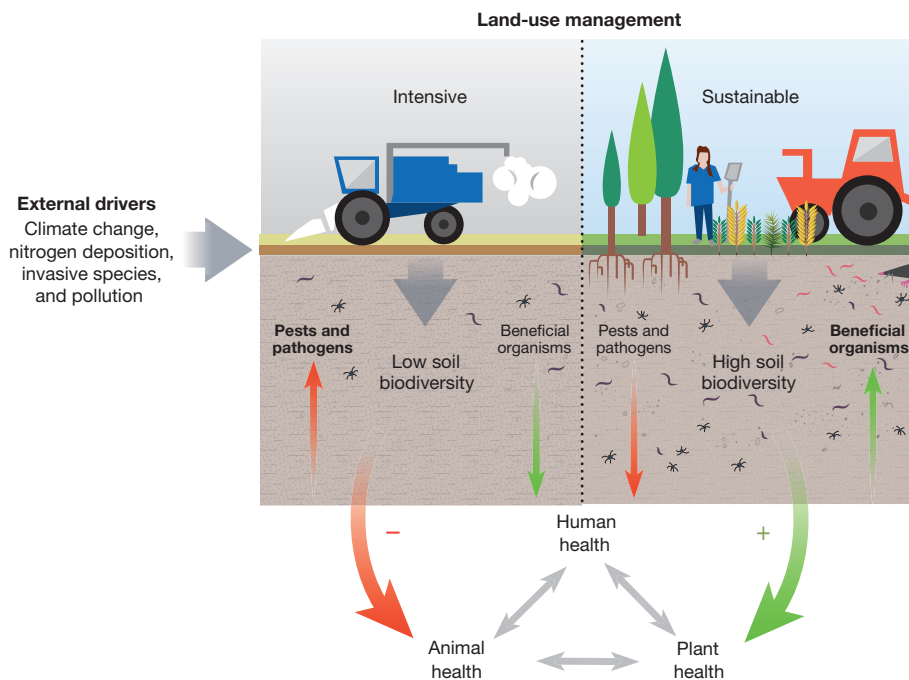 Land-use management
Intensive
Sustainable
External drivers
Climate change,
nitrogen deposition,
invasive species,
and pollution
Pests and
pathogens
Low soil
biodiversity
Beneficial
organisms
Pests and
pathogens
High soil
biodiversity
Beneficial
organisms
–
+
Human
health
Animal
health
Plant
health